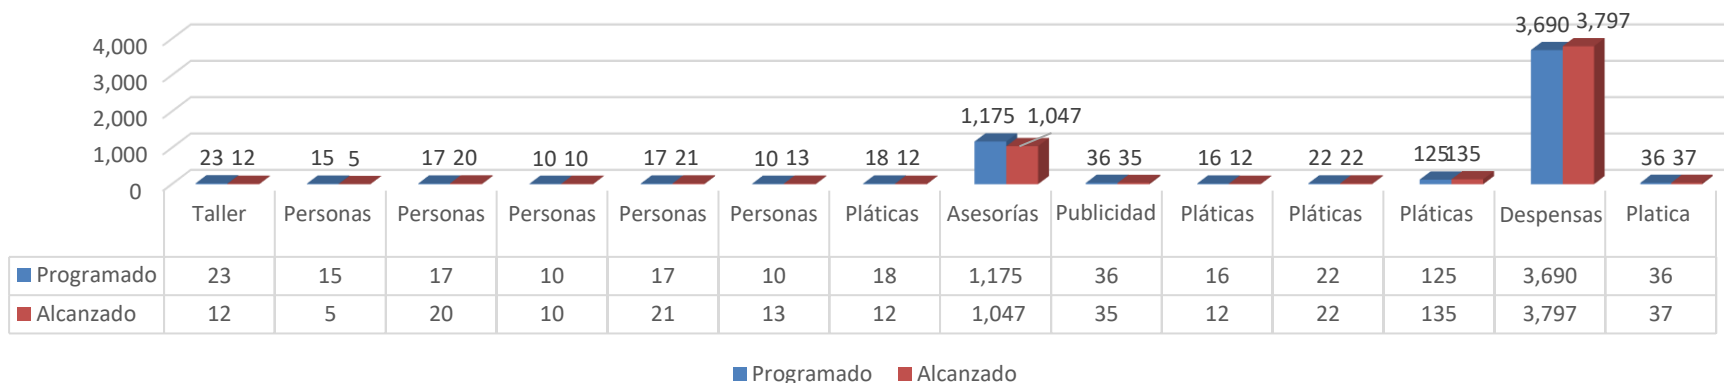 3,690 3,797
4,000
3,000
2,000
1,175 1,047
1,000
23 12 15 5 17 20 10 10 17 21 10 13 18 12 36 35 16 12 22 22 125 135 36 37
0
Taller Personas Personas Personas Personas Personas Pláticas Asesorías Publicidad Pláticas Pláticas Pláticas Despensas Platica
Programado 23 15 17 10 17 10 18 1,175 36 16 22 125 3,690 36
Alcanzado 12 5 20 10 21 13 12 1,047 35 12 22 135 3,797 37
Programado Alcanzado